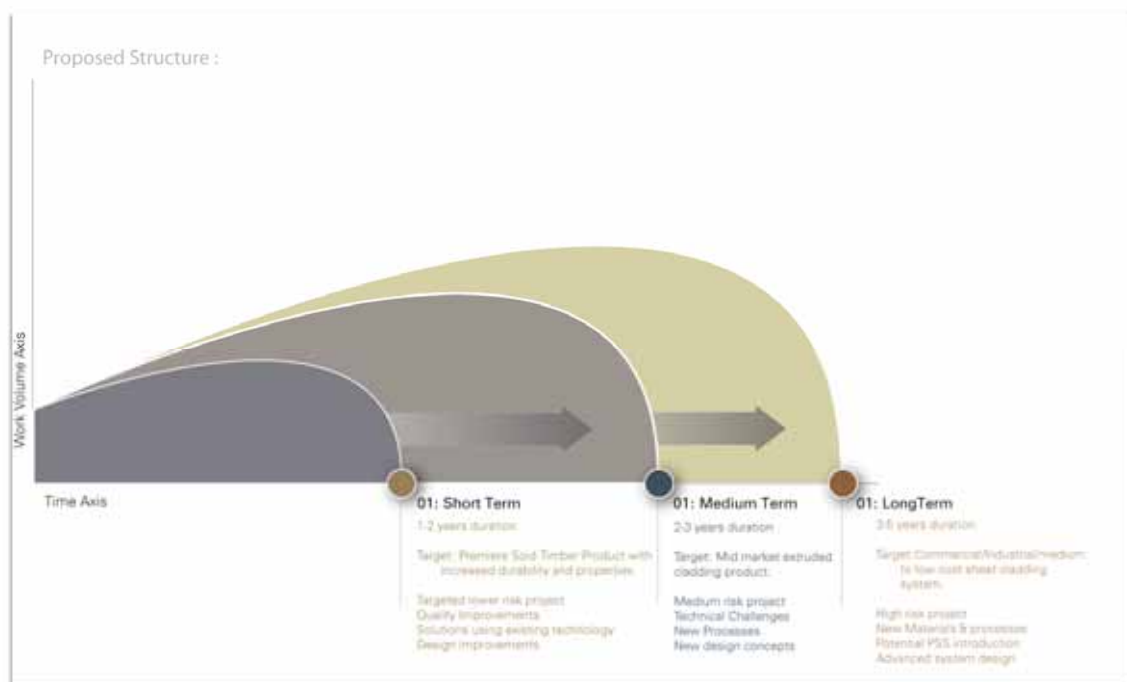 Proposed Structure :
Work Volume Axis
Time Axis
01: Short Term
1-2 years duration
Target: Premiere Solid Timber Product with
increased durability and properties
Targeted lower risk project
Quality Improvements
Solutions using existing technology
Design improvements
01: Medium Term
2-3 years duration
Target: Mid market extruded
cladding product.
Medium risk project
Technical Challenges
New Processes
New design concepts
01: LongTerm
3-5 years duration
Target:Commercial/Industrial/medium
to low cost sheet cladding
system.
High risk project
New Materials & processes
Potential PSS introduction
Advanced system design